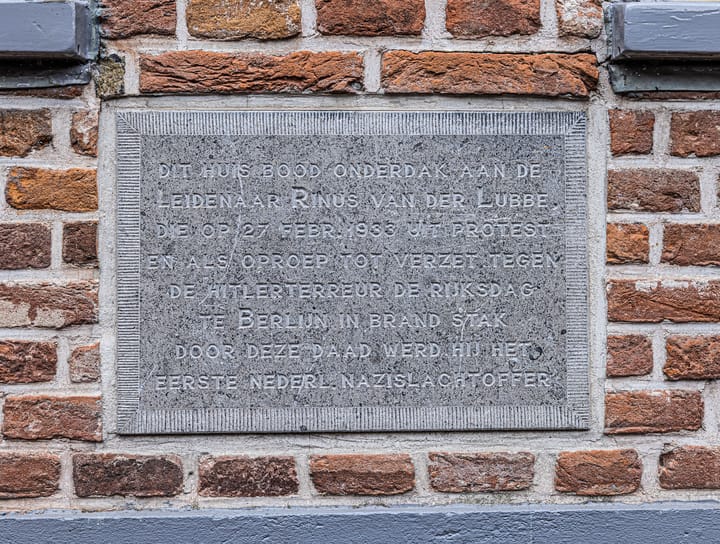 DIT HUIS BOOD ONDERDAK AAN DE
LEIDENAAR RINUS VAN DER LUBBE,
DIE OP 27 FEBR. 1933 UIT PROTEST
EN ALS OPROEP TOT VERZET TEGEN
DE HITLERTERREUR DE RIJKSDAG
TE BERLIJN IN BRAND STAK
DOOR DEZE DAAD WERD HIJ HET
EERSTE NEDERL. NAZISLACHTOFFER